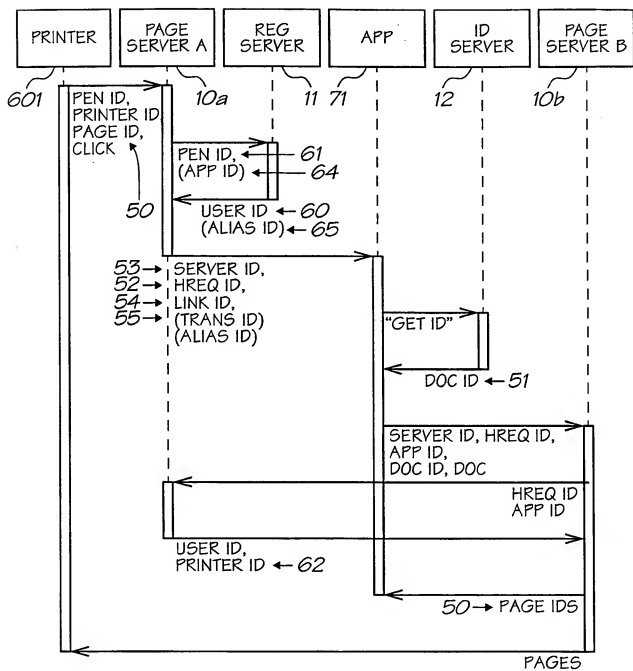 PRINTER
PAGE
SERVER A
REG
SERVER
APP
ID
SERVER
PAGE
SERVER B
601
10a
11
71
12
10b
PEN ID,
PRINTER ID,
PAGE ID,
CLICK
50
PEN ID,
(APP ID)
61
64
USER ID
(ALIAS ID)
60
65
53
52
54
55
SERVER ID,
HREQ ID,
LINK ID,
(TRANS ID)
(ALIAS ID)
"GET ID"
DOC ID
51
SERVER ID, HREQ ID,
APP ID,
DOC ID, DOC
HREQ ID
APP ID
USER ID,
PRINTER ID
62
50
PAGE IDS
PAGES